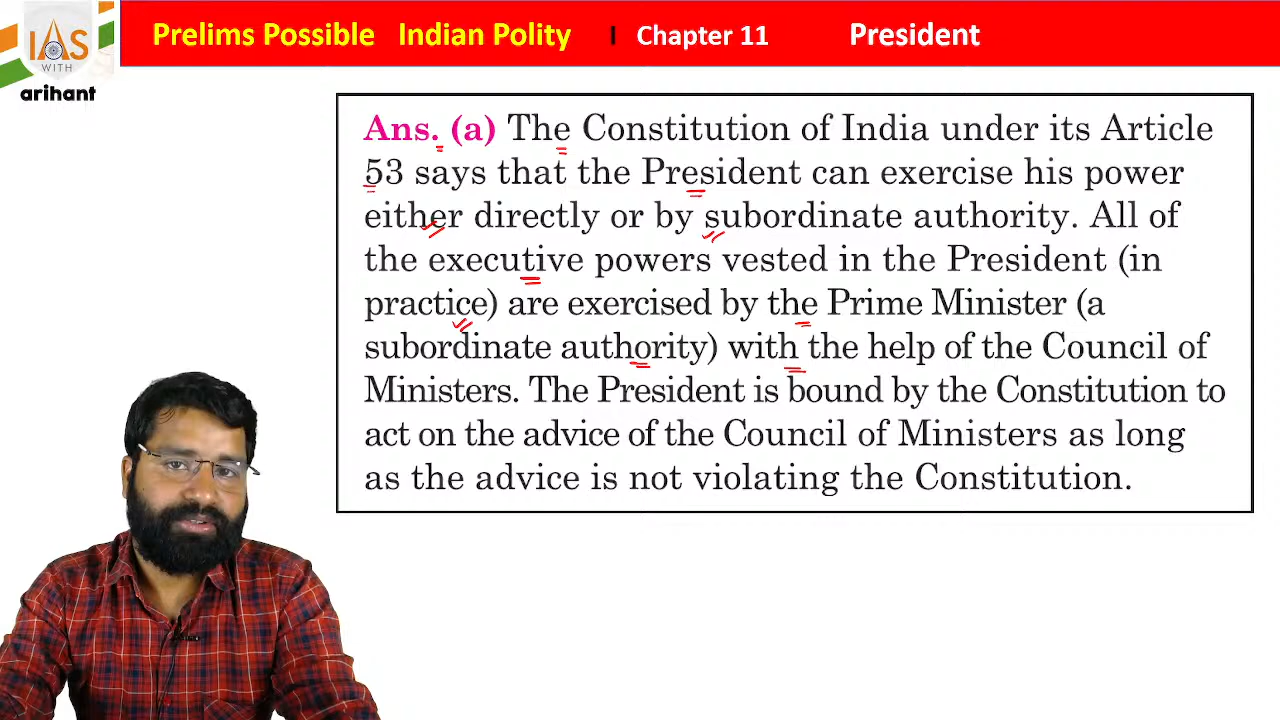 IAS
WITH
arihant
Prelims Possible Indian Polity | Chapter 11 President
Ans. (a) The Constitution of India under its Article
53 says that the President can exercise his power
either directly or by subordinate authority. All of
the executive powers vested in the President (in
practice) are exercised by the Prime Minister (a
subordinate authority) with the help of the Council of
Ministers. The President is bound by the Constitution to
act on the advice of the Council of Ministers as long
as the advice is not violating the Constitution.